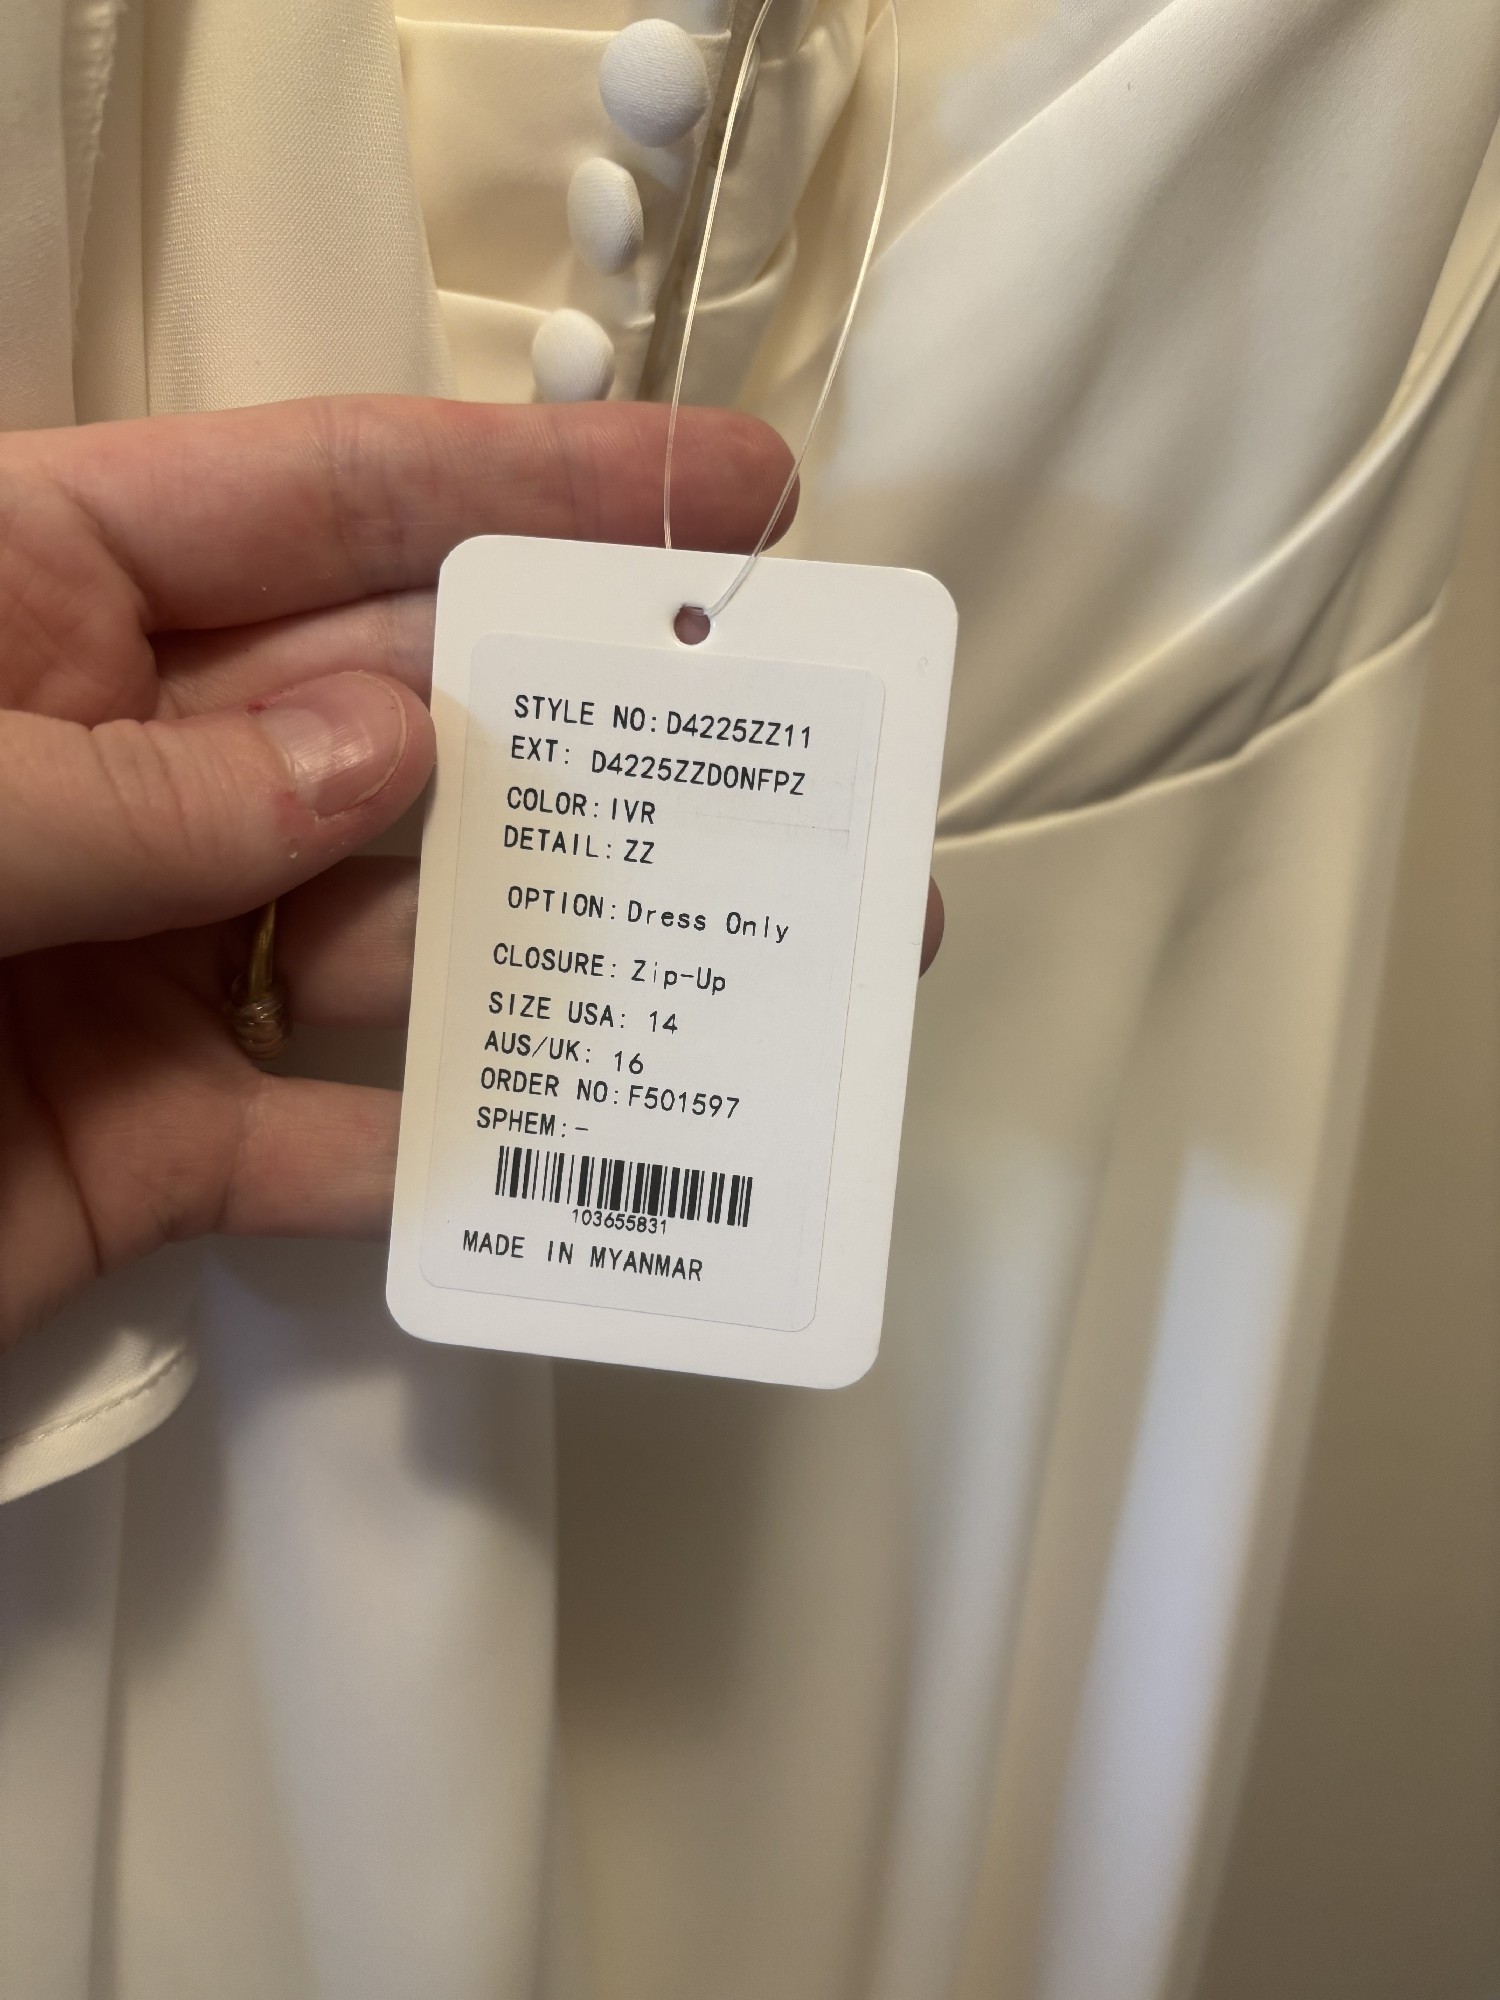 STYLE NO:D4225ZZ11
EXT: D4225ZZDONFPZ
COLOR:IVR
DETAIL:ZZ
OPTION:Dress Only
CLOSURE: Zip-Up
SIZE USA: 14
AUS/UK: 16
ORDER NO:F501597
SPHEM:-
103655831
MADE IN MYANMAR